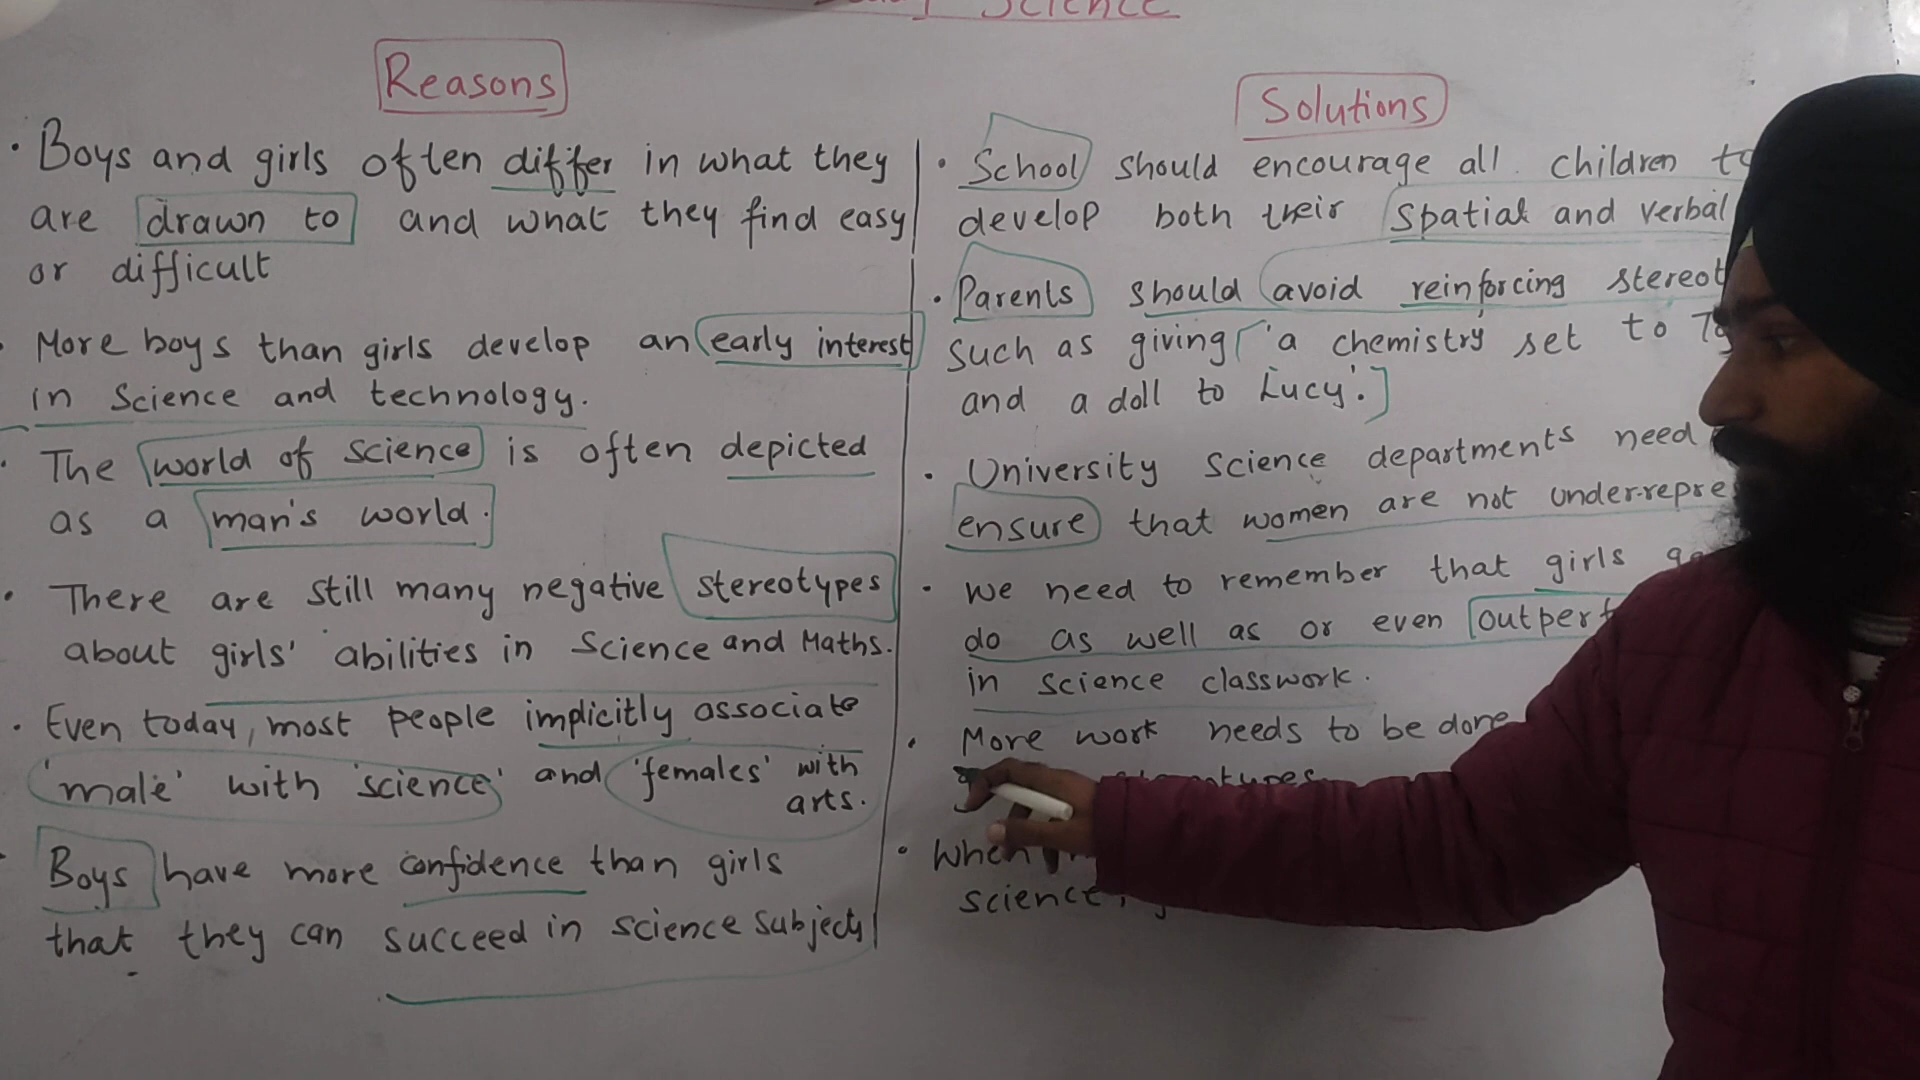 Science
Reasons
• Boys and girls often differ in what they
are drawn to and what they find easy
or difficult
• More boys than girls develop an early interest
in Science and technology.
• The world of science is often depicted
as a man's world.
• There are still many negative stereotypes
about girls' abilities in Science and Maths.
• Even today, most people implicitly associate
'male' with 'science' and 'females' with
arts.
• Boys have more confidence than girls
that they can succeed in science subjects
Solutions
• School should encourage all children to
develop both their spatial and verbal
• Parents should avoid reinforcing
such as giving 'a chemistry set to
and a doll to Lucy'.
• University Science departments need
ensure that women are not
• We need to remember that girls
do as well as or even
in science classwork.
• More work needs to be done
• When
science,